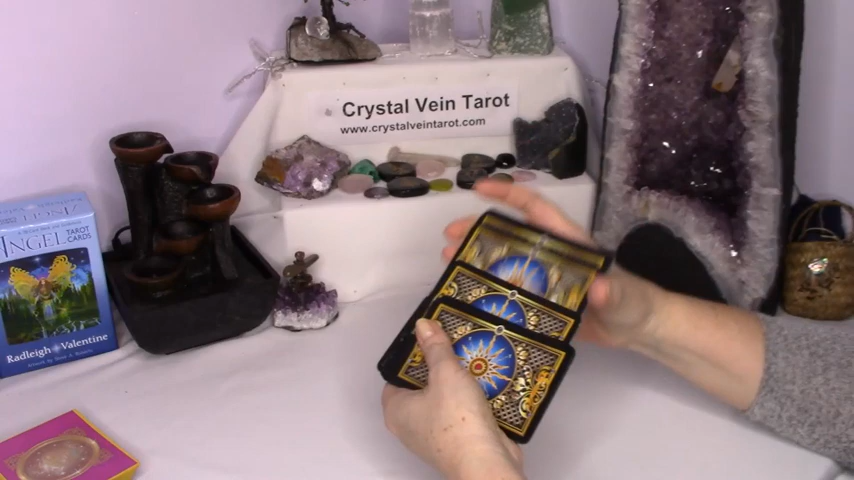 Crystal Vein Tarot
www.crystalveintarot.com
ANGEL TAROT
CARDS
Radleigh Valentine